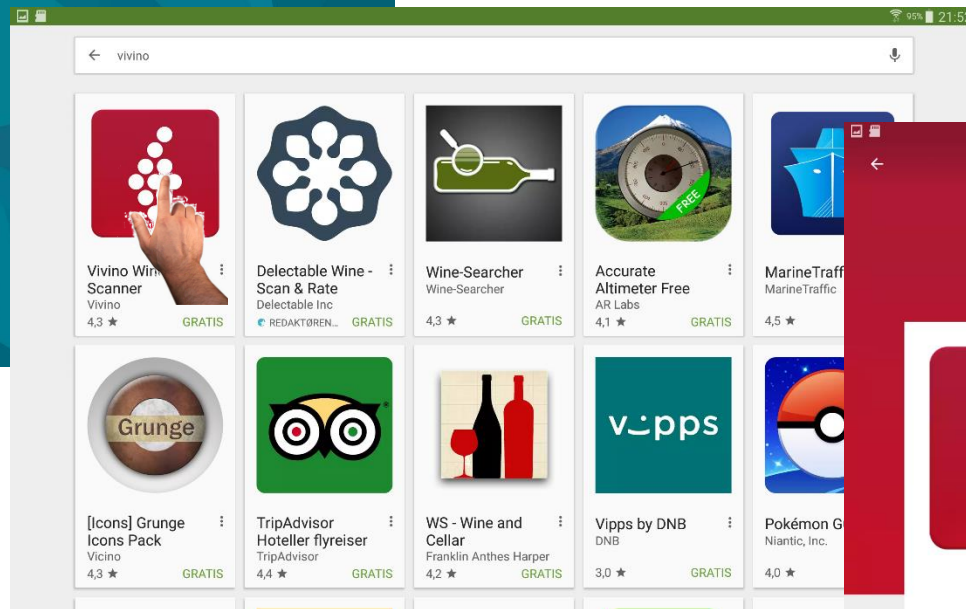 95% 21:5
vivino
FREE
Vivino Win
Scanner
Vivino
4,3 ★ GRATIS
Delectable Wine -
Scan & Rate
Delectable Inc
REDAKTØREN... GRATIS
Wine-Searcher
Wine-Searcher
4,3 ★ GRATIS
Accurate
Altimeter Free
AR Labs
4,1 ★ GRATIS
MarineTraff
MarineTraffic
4,5 ★
Grunge
vipps
[Icons] Grunge
Icons Pack
Vicino
4,3 ★ GRATIS
TripAdvisor
Hoteller flyreiser
TripAdvisor
4,4 ★ GRATIS
WS - Wine and
Cellar
Franklin Anthes Harper
4,2 ★ GRATIS
Vipps by DNB
DNB
3,0 ★ GRATIS
Pokémon G
Niantic, Inc.
4,0 ★